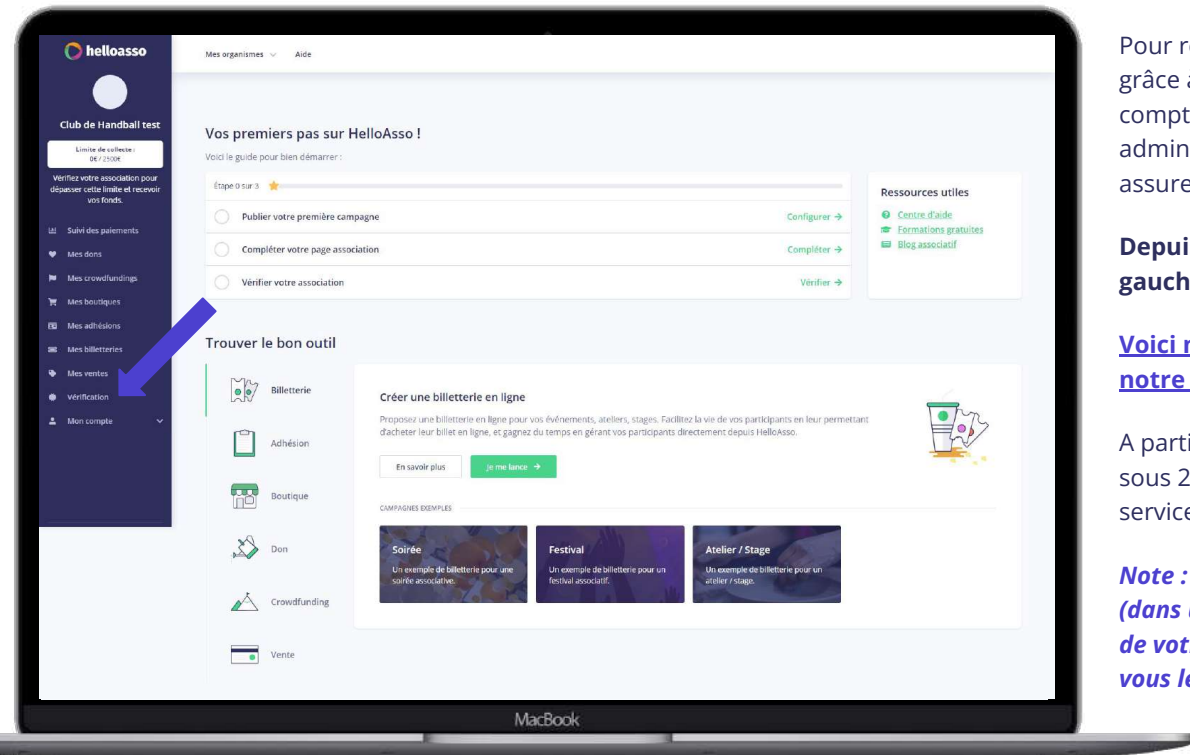 helloasso
Mes organismes
Aide
Club de Handball test
Limite de collecte :
0€ / 2500€
Vérifiez votre association pour
dépasser cette limite et recevoir
vos fonds.
Suivi des paiements
Mes dons
Mes crowdfundings
Mes boutiques
Mes adhésions
Mes billetteries
Mes ventes
Vérification
Mon compte
Vos premiers pas sur HelloAsso !
Voici le guide pour bien démarrer :
Étape 0 sur 3
Publier votre première campagne
Configurer →
Compléter votre page association
Compléter →
Vérifier votre association
Vérifier →
Ressources utiles
Centre d'aide
Formations gratuites
Blog associatif
Trouver le bon outil
Billetterie
Adhésion
Boutique
Don
Crowdfunding
Vente
Créer une billetterie en ligne
Proposez une billetterie en ligne pour vos événements, ateliers, stages. Facilitez la vie de vos participants en leur permettant
d'acheter leur billet en ligne, et gagnez du temps en gérant vos participants directement depuis HelloAsso.
En savoir plus
Je me lance →
CAMPAGNES EXEMPLES
Soirée
Un exemple de billetterie pour une
soirée associative.
Festival
Un exemple de billetterie pour un
festival associatif.
Atelier / Stage
Un exemple de billetterie pour un
atelier / stage.
MacBook
Pour r
grâce
compt
admin
assure
Depui
gauch
Voici
notre
A parti
sous 2
service
Note :
(dans
de vot
vous le